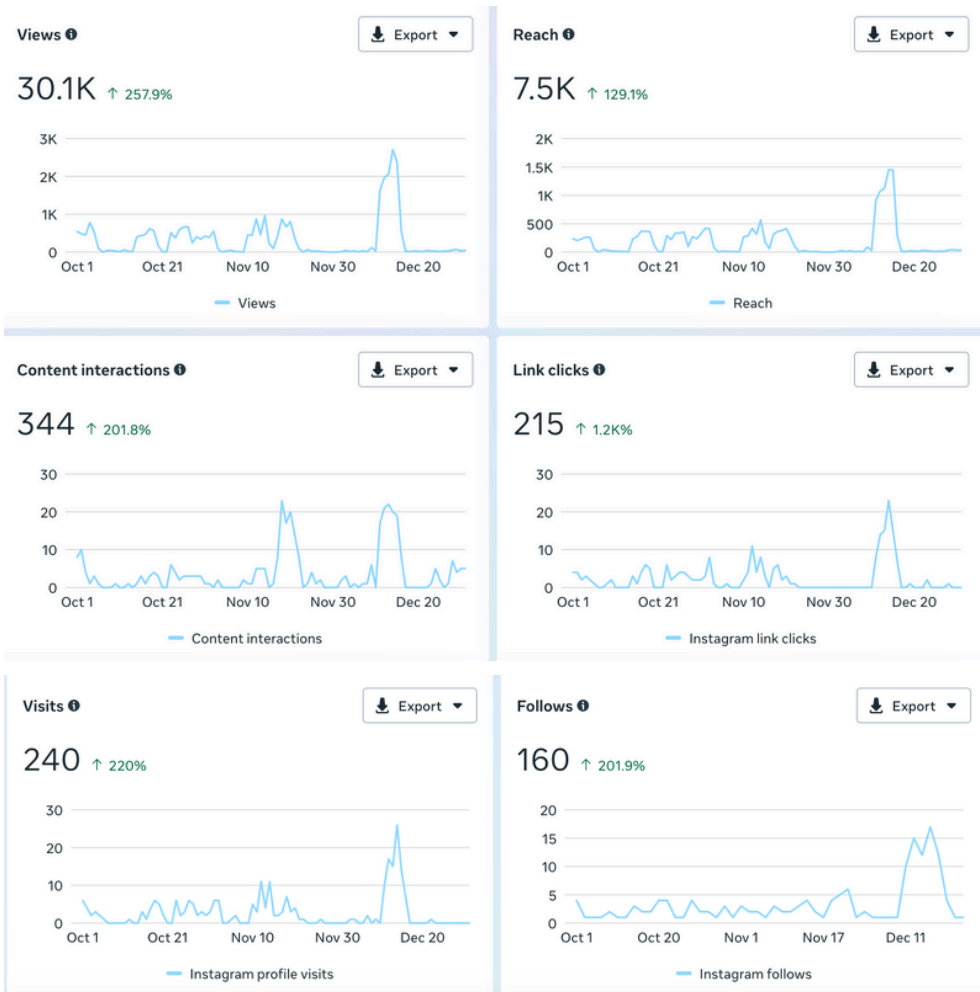 Views
Export
30.1K ↑ 257.9%
3K
2K
1K
0
Oct 1 Oct 21 Nov 10 Nov 30 Dec 20
Views
Reach
Export
7.5K ↑ 129.1%
2K
1.5K
1K
500
0
Oct 1 Oct 21 Nov 10 Nov 30 Dec 20
Reach
Content interactions
Export
344 ↑ 201.8%
30
20
10
0
Oct 1 Oct 21 Nov 10 Nov 30 Dec 20
Content interactions
Link clicks
Export
215 ↑ 1.2K%
30
20
10
0
Oct 1 Oct 21 Nov 10 Nov 30 Dec 20
Instagram link clicks
Visits
Export
240 ↑ 220%
30
20
10
0
Oct 1 Oct 21 Nov 10 Nov 30 Dec 20
Instagram profile visits
Follows
Export
160 ↑ 201.9%
20
15
10
5
0
Oct 1 Oct 20 Nov 1 Nov 17 Dec 11
Instagram follows